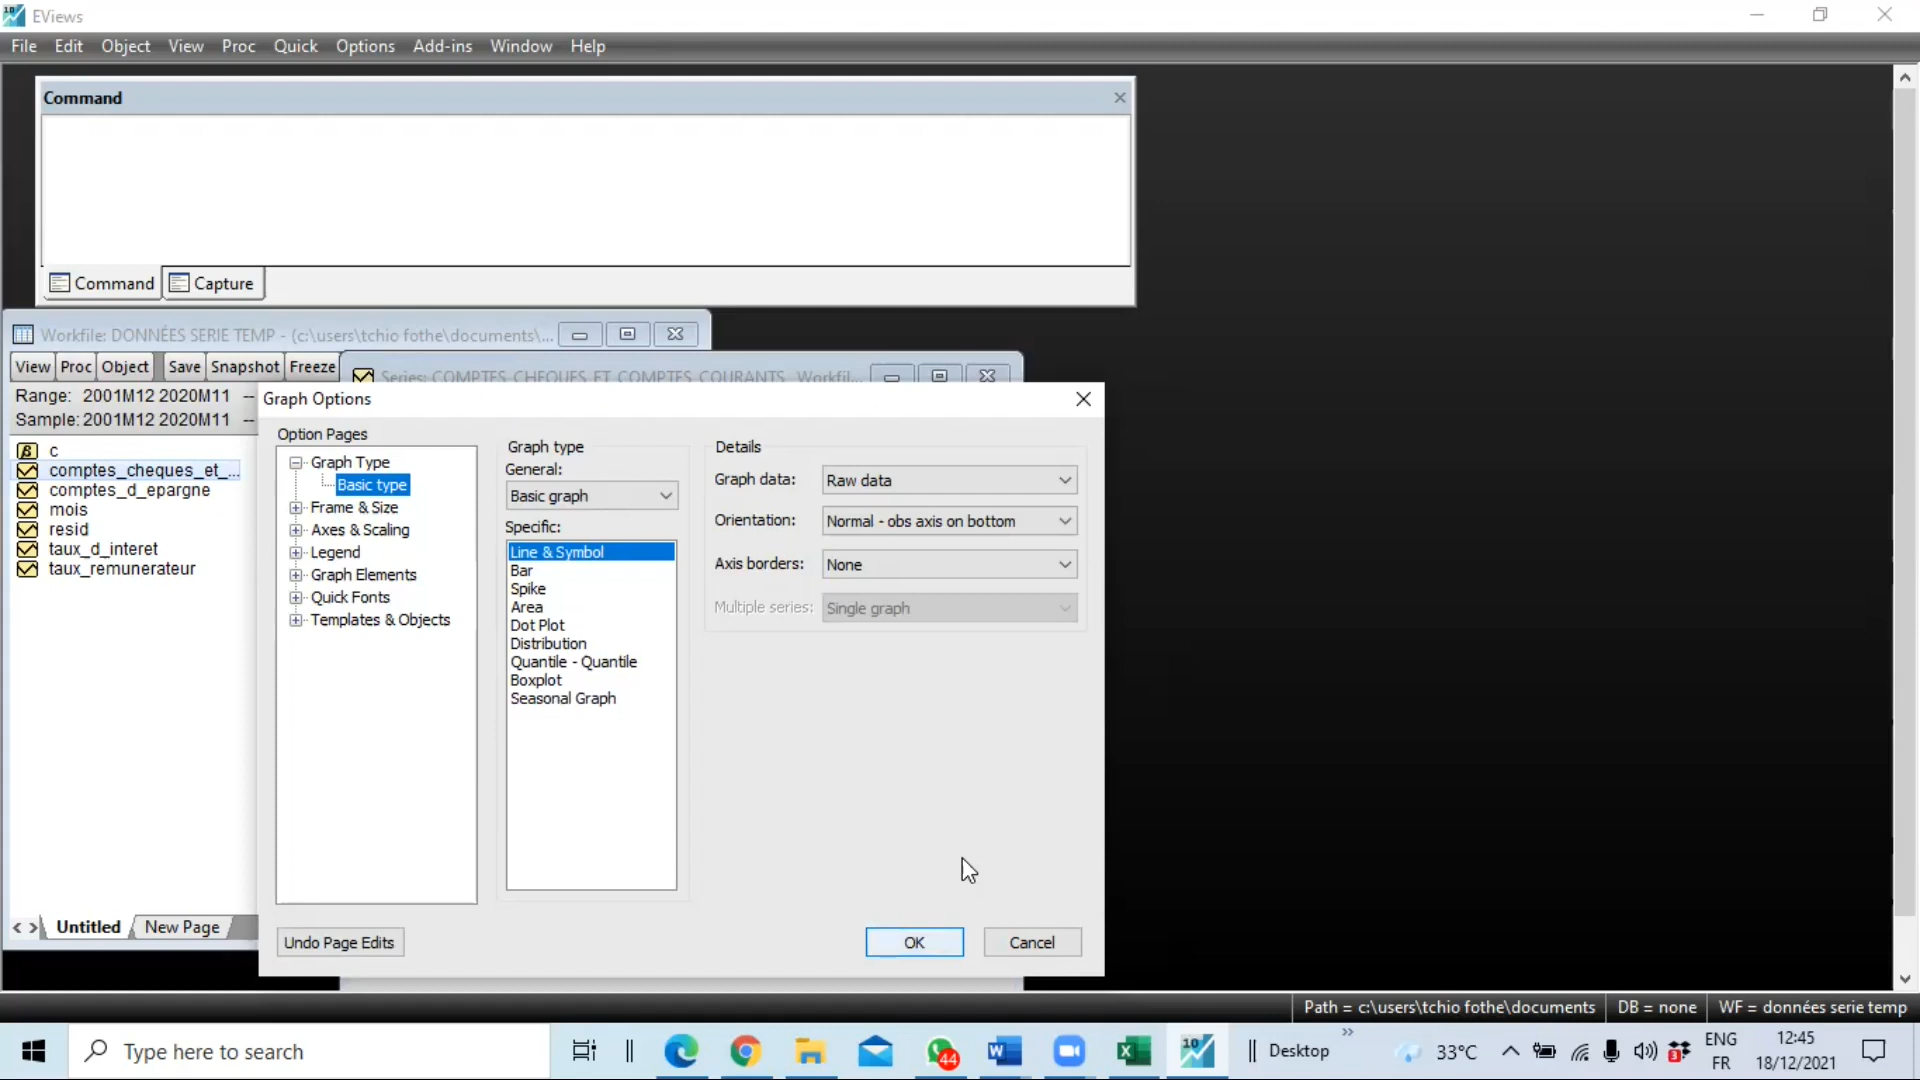 EViews
File Edit Object View Proc Quick Options Add-ins Window Help
Command
Command Capture
Workfile: DONNÉES SERIE TEMP - (c:\users\tchio fothe\documents\...
View Proc Object Save Snapshot Freeze
Series: COMPTES_CHEQUES_ET_COMPTES_COURANTS Workfil...
Range: 2001M12 2020M11 --
Sample: 2001M12 2020M11 --
c
comptes_cheques_et_...
comptes_d_epargne
mois
resid
taux_d_interet
taux_remunerateur
Untitled New Page
Graph Options
Option Pages
Graph Type
Basic type
Frame & Size
Axes & Scaling
Legend
Graph Elements
Quick Fonts
Templates & Objects
Graph type
General:
Basic graph
Specific:
Line & Symbol
Bar
Spike
Area
Dot Plot
Distribution
Quantile - Quantile
Boxplot
Seasonal Graph
Details
Graph data: Raw data
Orientation: Normal - obs axis on bottom
Axis borders: None
Multiple series: Single graph
Undo Page Edits OK Cancel
Path = c:\users\tchio fothe\documents DB = none WF = données serie temp
Type here to search
44
10
Desktop
33°C
ENG
FR
12:45
18/12/2021